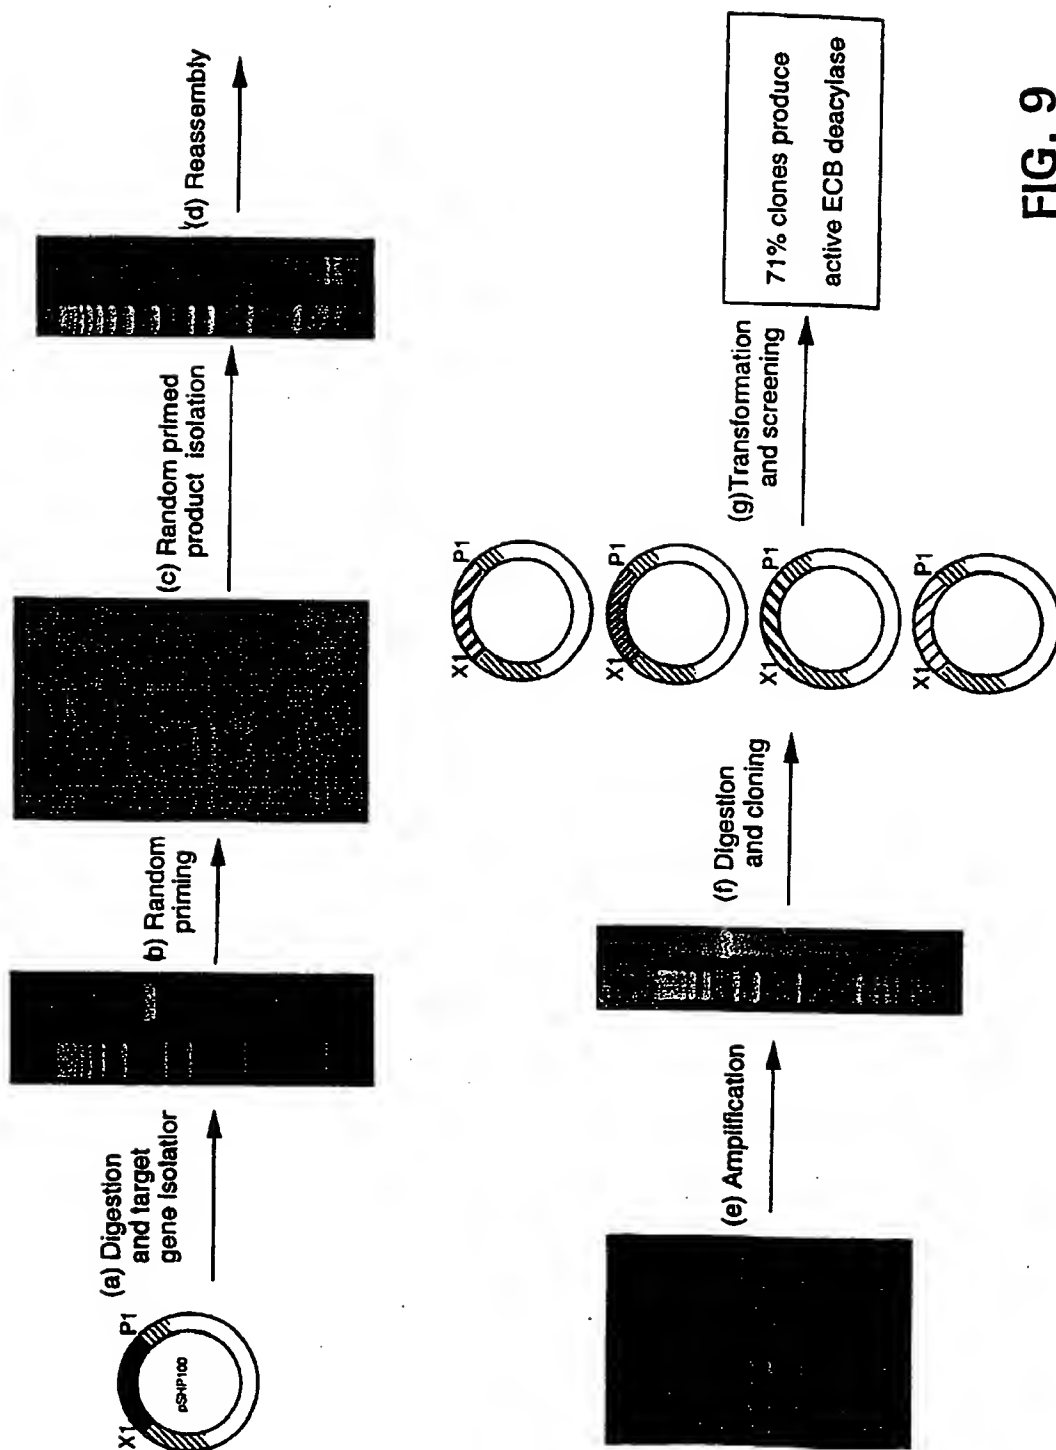 X1
P1
pSHP100
(a) Digestion
and target
gene isolatior
(b) Random
priming
(c) Random primed
product isolation
(d) Reassembly
(e) Amplification
(f) Digestion
and cloning
X1
P1
X1
P1
X1
P1
X1
P1
(g)Transformation
and screening
71% clones produce
active ECB deacylase
FIG. 9